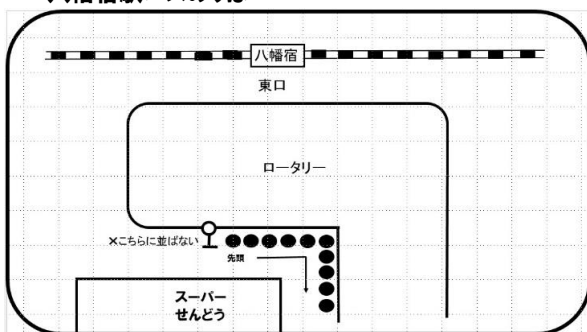 八幡宿
東口
ロータリー
×こちらに並ばない
先頭
スーパー
せんどう